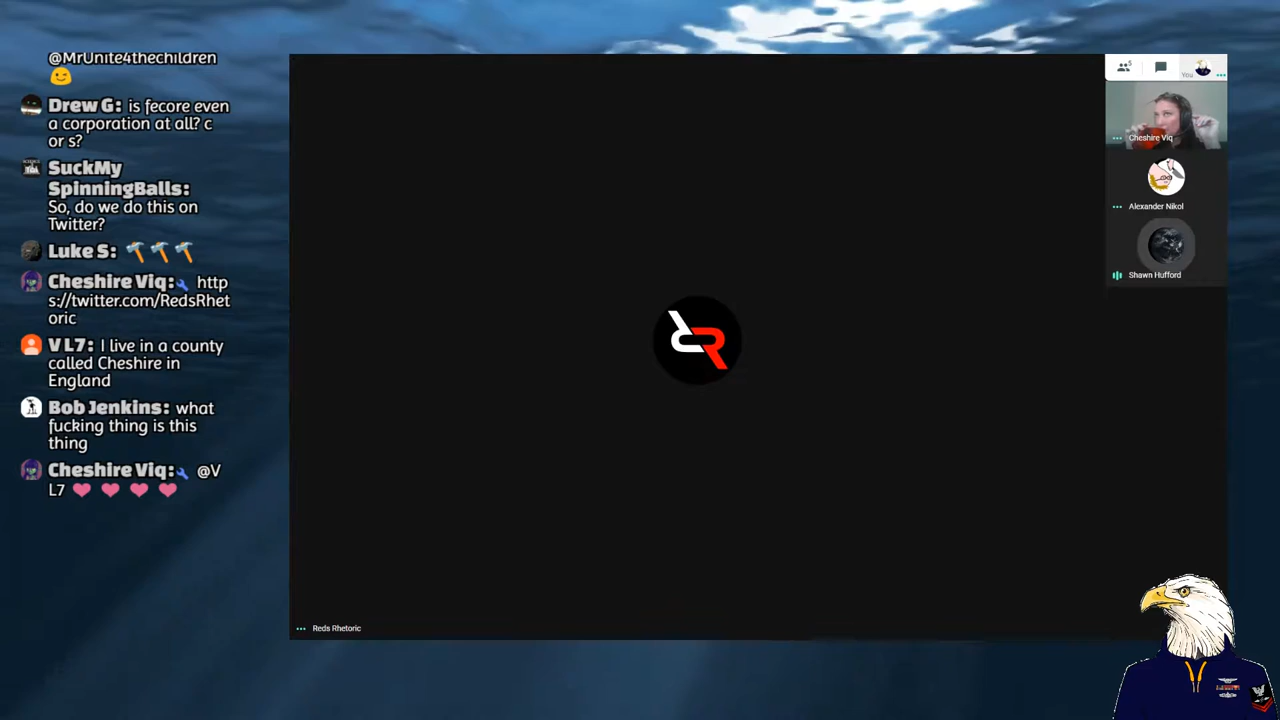 @MrUnite4thechildren
😉
Drew G: is fecore even
a corporation at all? c
or s?
SuckMy
SpinningBalls:
So, do we do this on
Twitter?
Luke S: 🔨🔨🔨
Cheshire Viq: http
s://twitter.com/RedsRhet
oric
V L7: I live in a county
called Cheshire in
England
Bob Jenkins: what
fucking thing is this
thing
Cheshire Viq: @V
L7 💗 💗 💗 💗
Reds Rhetoric
5
You
Cheshire Viq
Alexander Nikol
Shawn Hufford